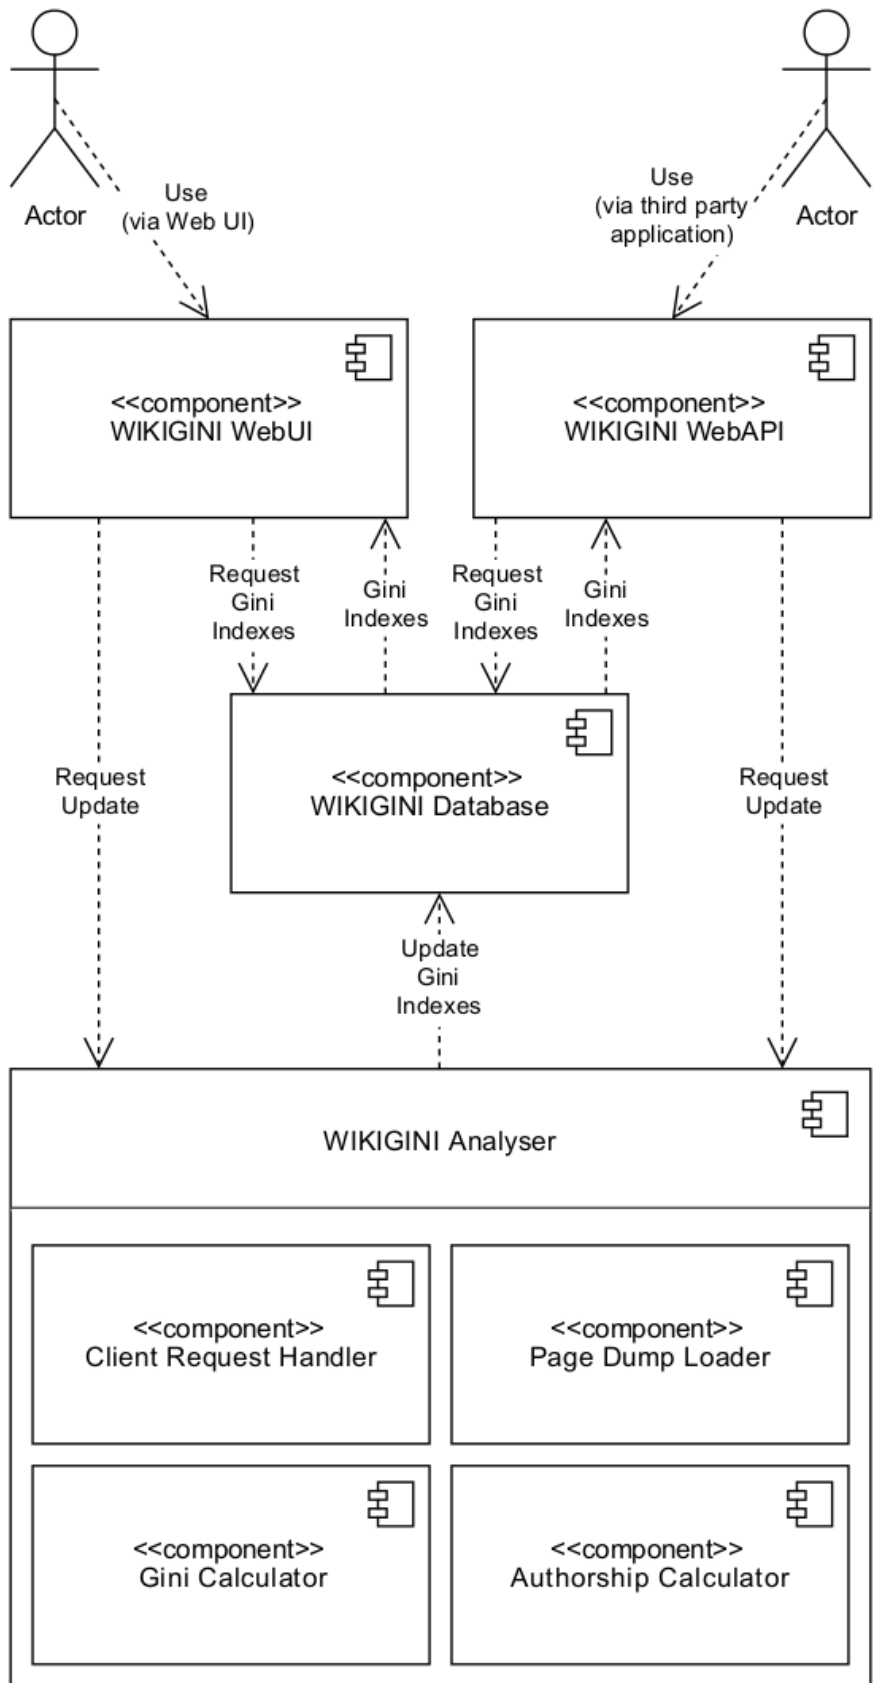 Use
(via Web UI)
Actor
Use
(via third party
application)
Actor
<<component>>
WIKIGINI WebUI
<<component>>
WIKIGINI WebAPI
Request
Gini
Indexes
Gini
Indexes
Request
Gini
Indexes
Gini
Indexes
Request
Update
<<component>>
WIKIGINI Database
Request
Update
Update
Gini
Indexes
WIKIGINI Analyser
<<component>>
Client Request Handler
<<component>>
Page Dump Loader
<<component>>
Gini Calculator
<<component>>
Authorship Calculator